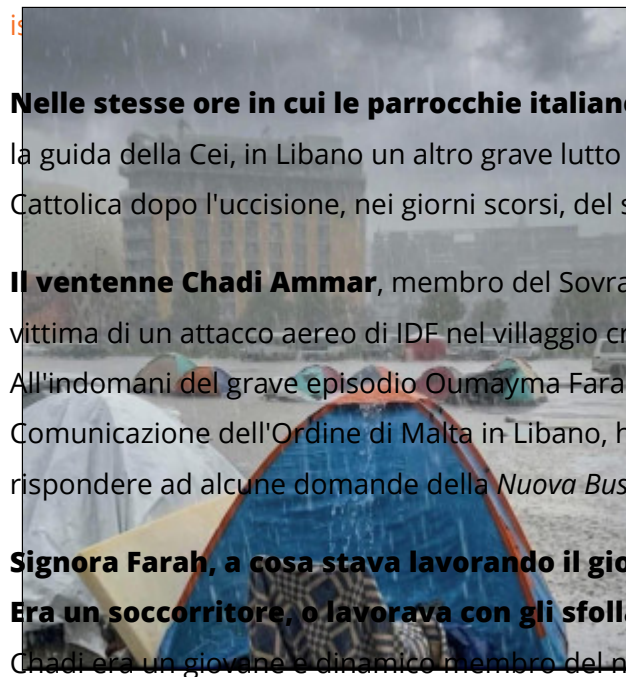 Nelle stesse ore in cui le parrocchie italian
la guida della Cei, in Libano un altro grave lutto
Cattolica dopo l'uccisione, nei giorni scorsi, del s
Il ventenne Chadi Ammar, membro del Sovra
vittima di un attacco aereo di IDF nel villaggio cr
All'indomani del grave episodio Oumayma Fara
Comunicazione dell'Ordine di Malta in Libano, h
rispondere ad alcune domande della Nuova Bus
Signora Farah, a cosa stava lavorando il gio
Era un soccorritore, o lavorava con gli sfolla
Chadi era un giovane e dinamico membro del n